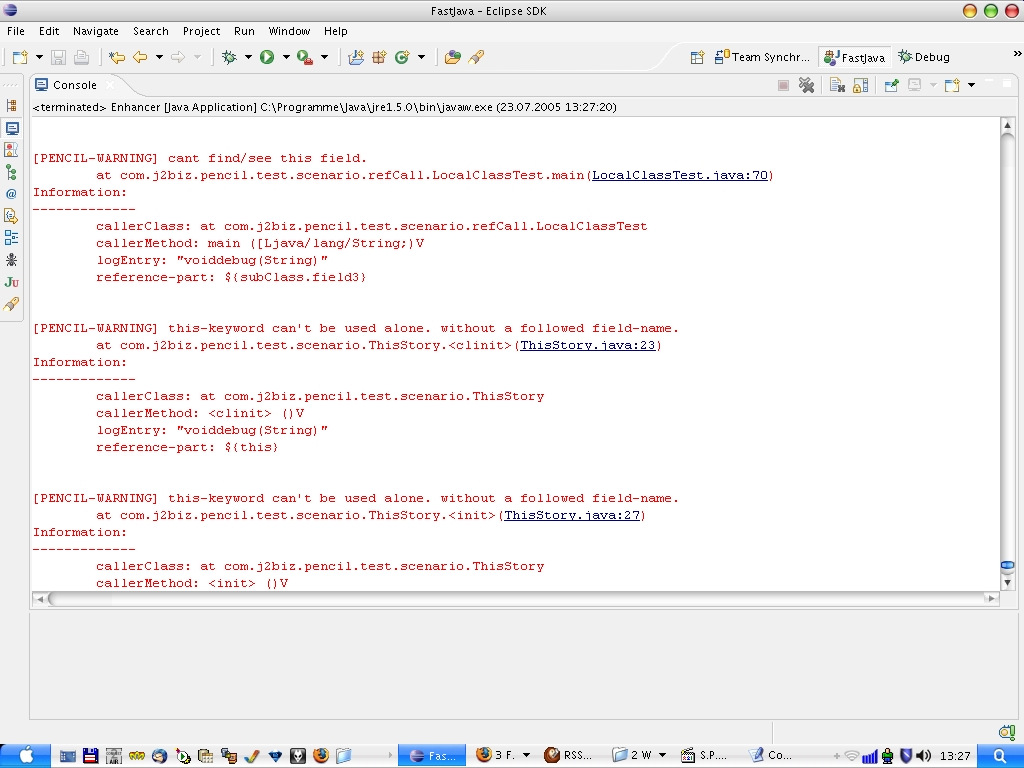 FastJava - Eclipse SDK
File Edit Navigate Search Project Run Window Help
Team Synchr... FastJava Debug »
Console
<terminated> Enhancer [Java Application] C:\Programme\Java\jre1.5.0\bin\javaw.exe (23.07.2005 13:27:20)
[PENCIL-WARNING] cant find/see this field.
at com.j2biz.pencil.test.scenario.refCall.LocalClassTest.main(LocalClassTest.java:70)
Information:
-------------
callerClass: at com.j2biz.pencil.test.scenario.refCall.LocalClassTest
callerMethod: main ([Ljava/lang/String;)V
logEntry: "voiddebug(String)"
reference-part: ${subClass.field3}
[PENCIL-WARNING] this-keyword can't be used alone. without a followed field-name.
at com.j2biz.pencil.test.scenario.ThisStory.<clinit>(ThisStory.java:23)
Information:
-------------
callerClass: at com.j2biz.pencil.test.scenario.ThisStory
callerMethod: <clinit> ()V
logEntry: "voiddebug(String)"
reference-part: ${this}
[PENCIL-WARNING] this-keyword can't be used alone. without a followed field-name.
at com.j2biz.pencil.test.scenario.ThisStory.<init>(ThisStory.java:27)
Information:
-------------
callerClass: at com.j2biz.pencil.test.scenario.ThisStory
callerMethod: <init> ()V
@
Ju
Fas... 3 F. RSS... 2 W S.P.... Co... 13:27